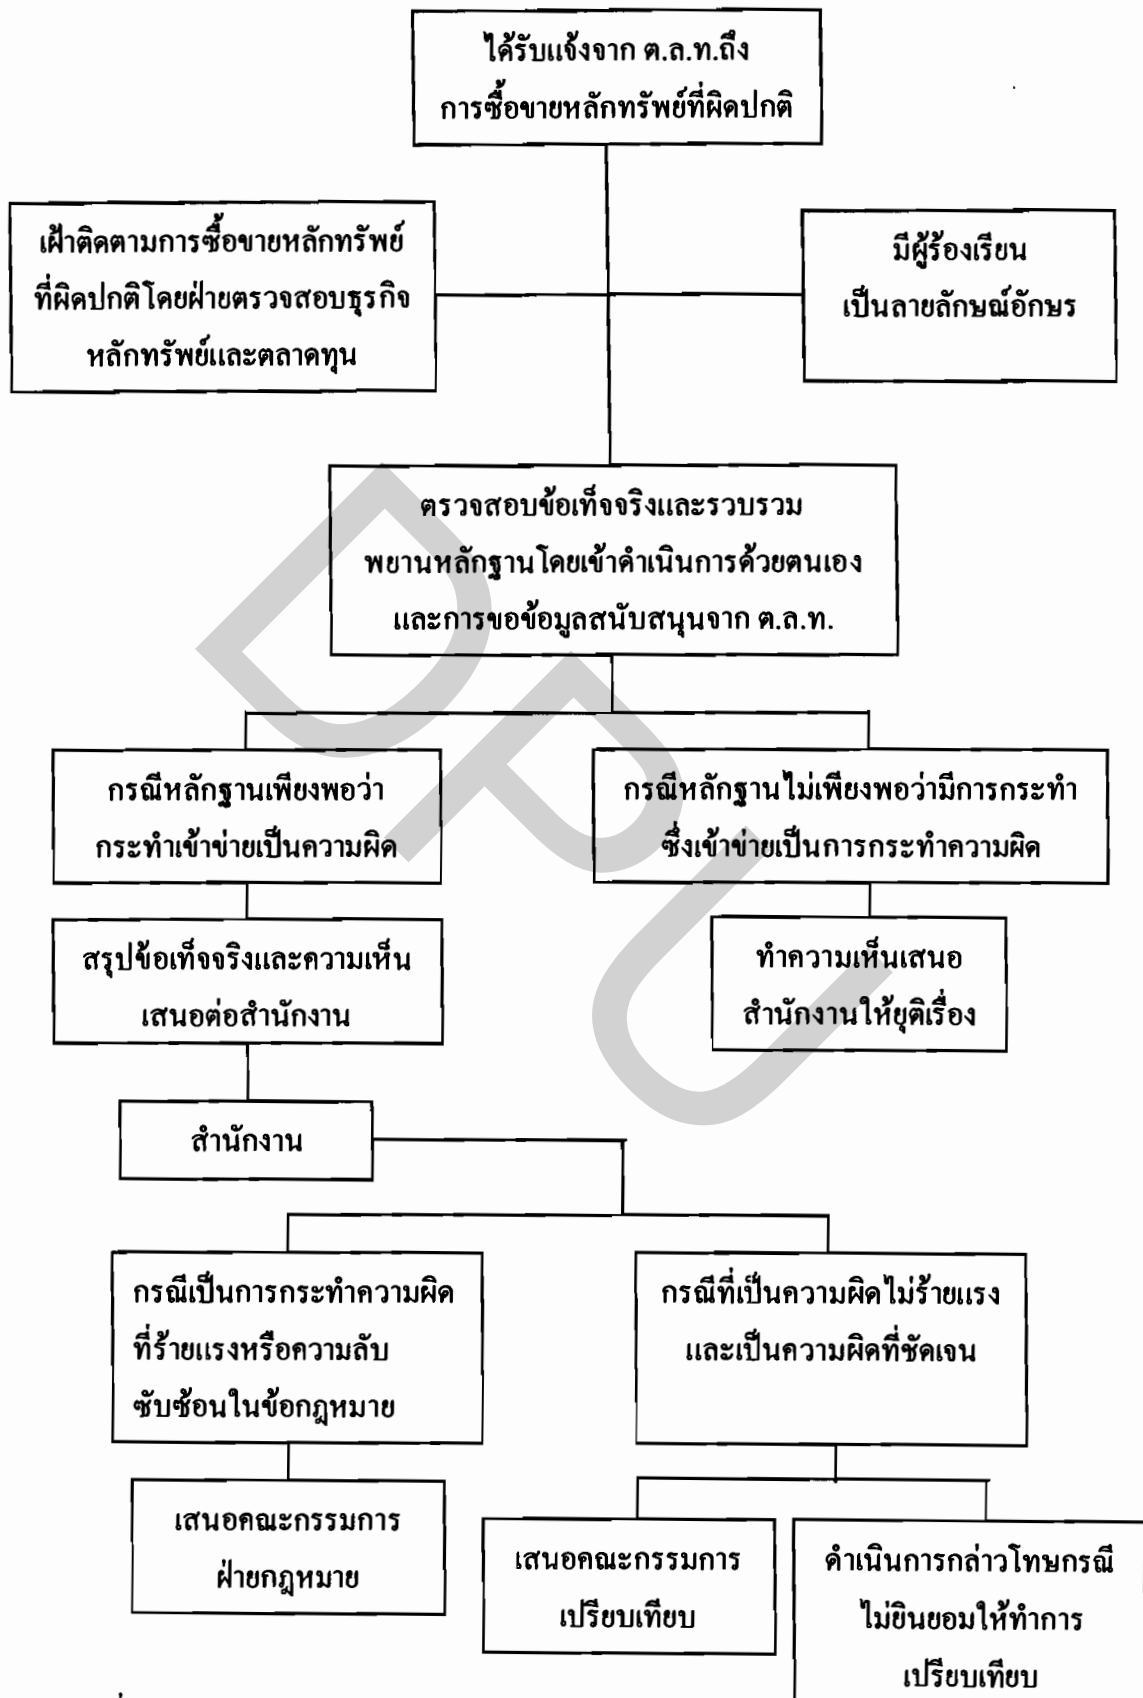 ได้รับแจ้งจาก ต.ล.ท.ถึง
การซื้อขายหลักทรัพย์ที่ผิดปกติ
เฝ้าติดตามการซื้อขายหลักทรัพย์
ที่ผิดปกติโดยฝ่ายตรวจสอบธุรกิจ
หลักทรัพย์และตลาดทุน
มีผู้ร้องเรียน
เป็นลายลักษณ์อักษร
ตรวจสอบข้อเท็จจริงและรวบรวม
พยานหลักฐานโดยเข้าดำเนินการด้วยตนเอง
และการขอข้อมูลสนับสนุนจาก ต.ล.ท.
กรณีหลักฐานเพียงพอว่า
กระทำเข้าข่ายเป็นความผิด
กรณีหลักฐานไม่เพียงพอว่ามีการกระทำ
ซึ่งเข้าข่ายเป็นการกระทำความผิด
สรุปข้อเท็จจริงและความเห็น
เสนอต่อสำนักงาน
ทำความเห็นเสนอ
สำนักงานให้ยุติเรื่อง
สำนักงาน
กรณีเป็นการกระทำความผิด
ที่ร้ายแรงหรือความลับ
ซับซ้อนในข้อกฎหมาย
กรณีที่เป็นความผิดไม่ร้ายแรง
และเป็นความผิดที่ชัดเจน
เสนอคณะกรรมการ
ฝ่ายกฎหมาย
เสนอคณะกรรมการ
เปรียบเทียบ
ดำเนินการกล่าวโทษกรณี
ไม่ยินยอมให้ทำการ
เปรียบเทียบ
DPU